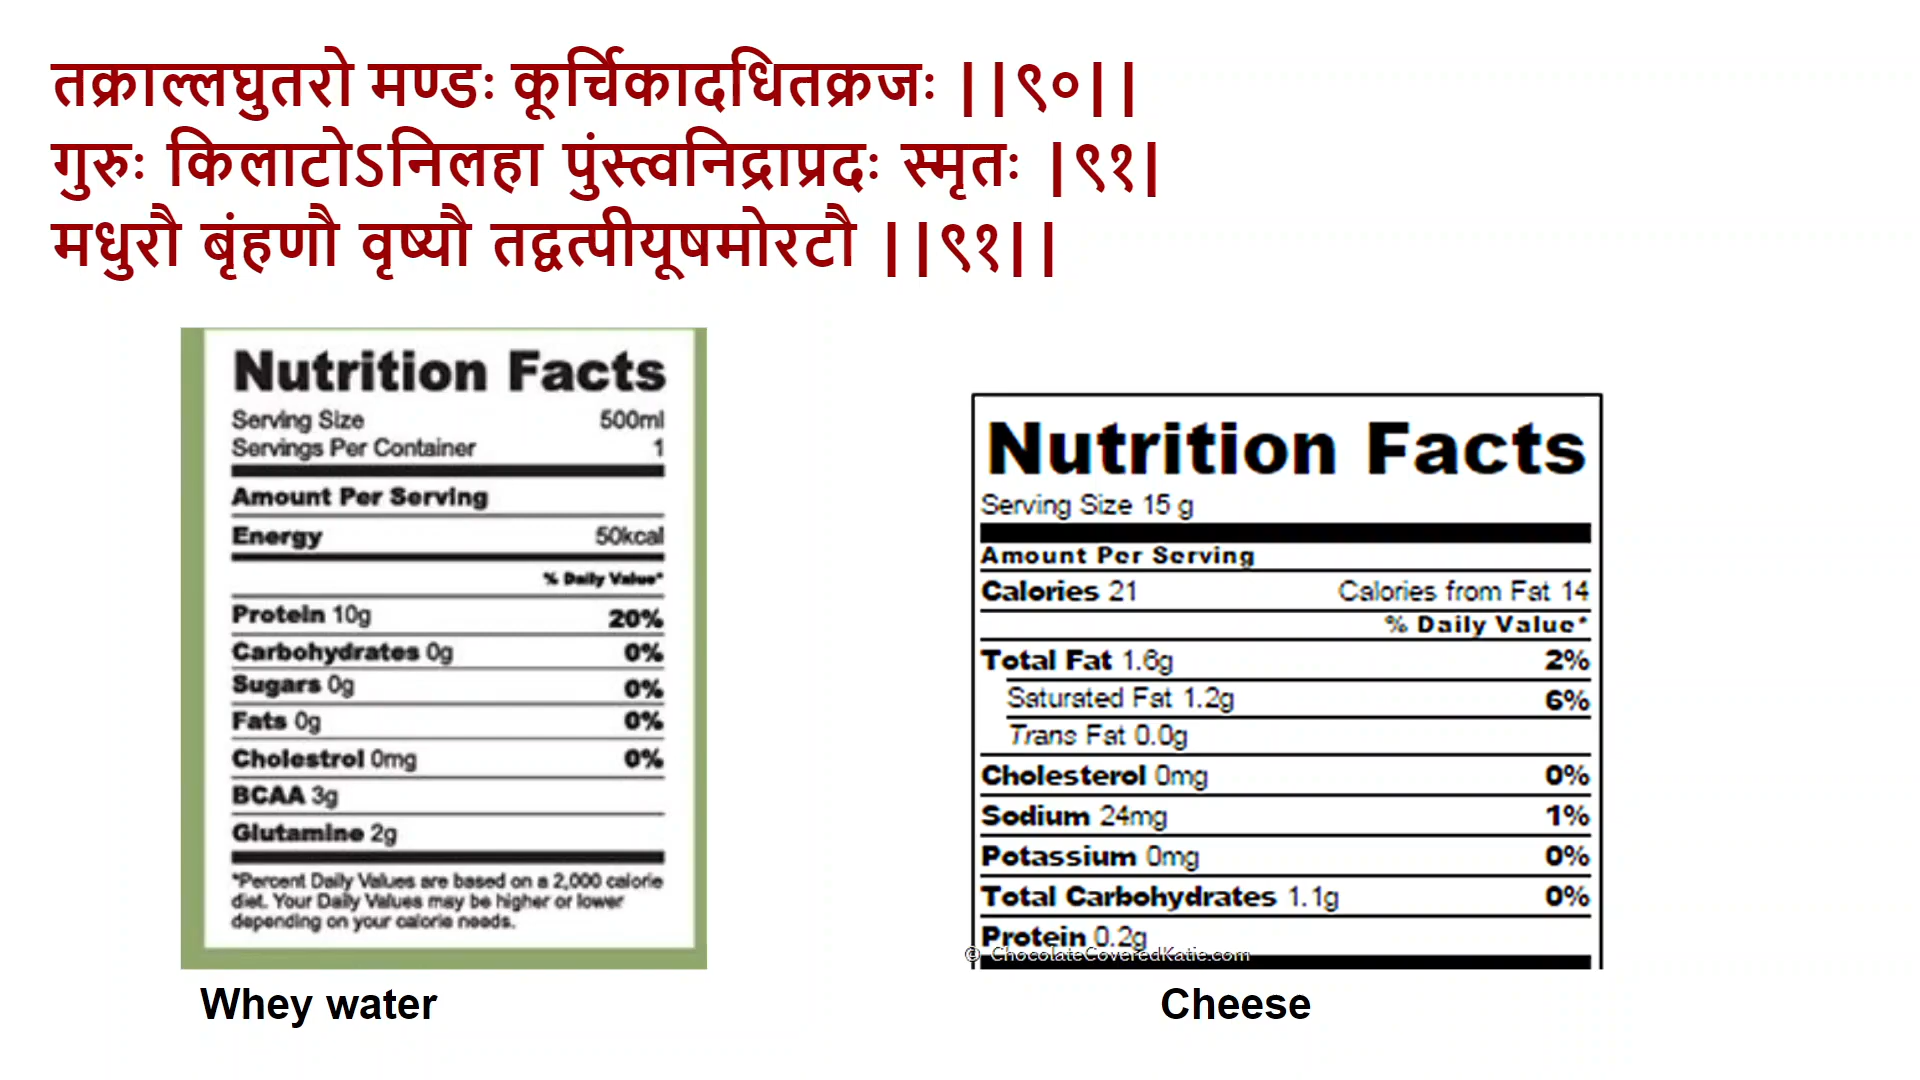 तक्राल्लघुतरो मण्डः कूर्चिकादधितक्रजः ||९०||
गुरुः किलाटोऽनिलहा पुंस्त्वनिद्राप्रदः स्मृतः |९१|
मधुरौ बृंहणौ वृष्यौ तद्वत्पीयूषमोरटौ ||९१||
Nutrition Facts
Serving Size 500ml
Servings Per Container 1
Amount Per Serving
Energy 50kcal
% Daily Value*
Protein 10g 20%
Carbohydrates 0g 0%
Sugars 0g 0%
Fats 0g 0%
Cholestrol 0mg 0%
BCAA 3g
Glutamine 2g
*Percent Daily Values are based on a 2,000 calorie
diet. Your Daily Values may be higher or lower
depending on your calorie needs.
Whey water
Nutrition Facts
Serving Size 15 g
Amount Per Serving
Calories 21 Calories from Fat 14
% Daily Value*
Total Fat 1.6g 2%
Saturated Fat 1.2g 6%
Trans Fat 0.0g
Cholesterol 0mg 0%
Sodium 24mg 1%
Potassium 0mg 0%
Total Carbohydrates 1.1g 0%
Protein 0.2g
© ChocolateCoveredKatie.com
Cheese